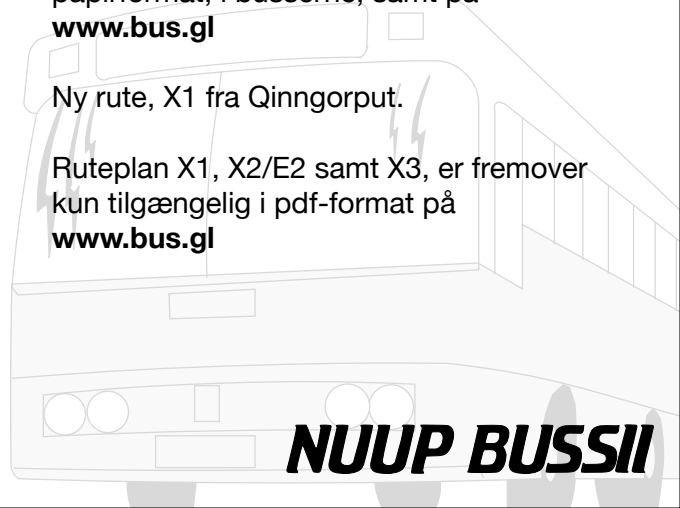 papirformat, i busserne, samt på
www.bus.gl
Ny rute, X1 fra Qinngorput.
Ruteplan X1, X2/E2 samt X3, er fremover
kun tilgængelig i pdf-format på
www.bus.gl
NUUP BUSSII